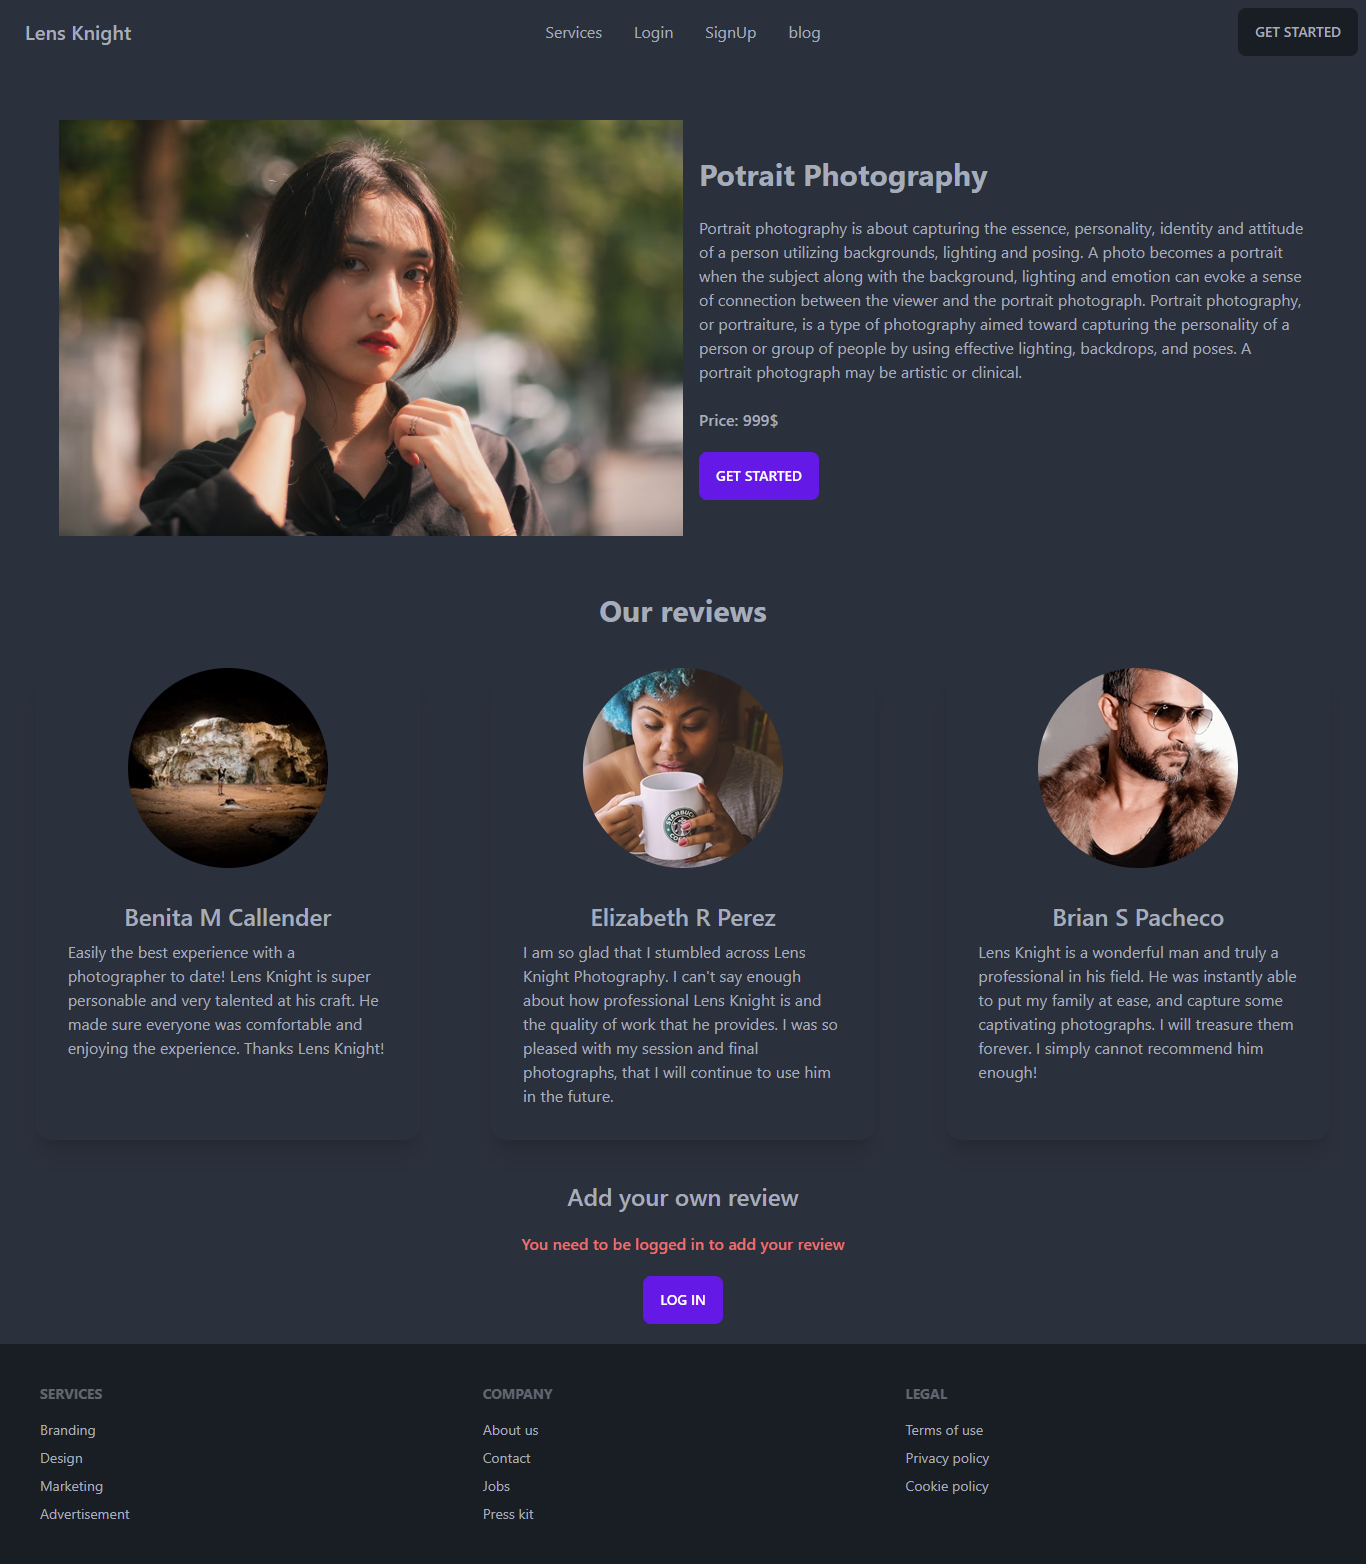 Lens Knight
Services
Login
SignUp
blog
GET STARTED
Potrait Photography
Portrait photography is about capturing the essence, personality, identity and attitude
of a person utilizing backgrounds, lighting and posing. A photo becomes a portrait
when the subject along with the background, lighting and emotion can evoke a sense
of connection between the viewer and the portrait photograph. Portrait photography,
or portraiture, is a type of photography aimed toward capturing the personality of a
person or group of people by using effective lighting, backdrops, and poses. A
portrait photograph may be artistic or clinical.
Price: 999$
GET STARTED
Our reviews
Benita M Callender
Easily the best experience with a
photographer to date! Lens Knight is super
personable and very talented at his craft. He
made sure everyone was comfortable and
enjoying the experience. Thanks Lens Knight!
Elizabeth R Perez
I am so glad that I stumbled across Lens
Knight Photography. I can't say enough
about how professional Lens Knight is and
the quality of work that he provides. I was so
pleased with my session and final
photographs, that I will continue to use him
in the future.
Brian S Pacheco
Lens Knight is a wonderful man and truly a
professional in his field. He was instantly able
to put my family at ease, and capture some
captivating photographs. I will treasure them
forever. I simply cannot recommend him
enough!
Add your own review
You need to be logged in to add your review
LOG IN
SERVICES
Branding
Design
Marketing
Advertisement
COMPANY
About us
Contact
Jobs
Press kit
LEGAL
Terms of use
Privacy policy
Cookie policy